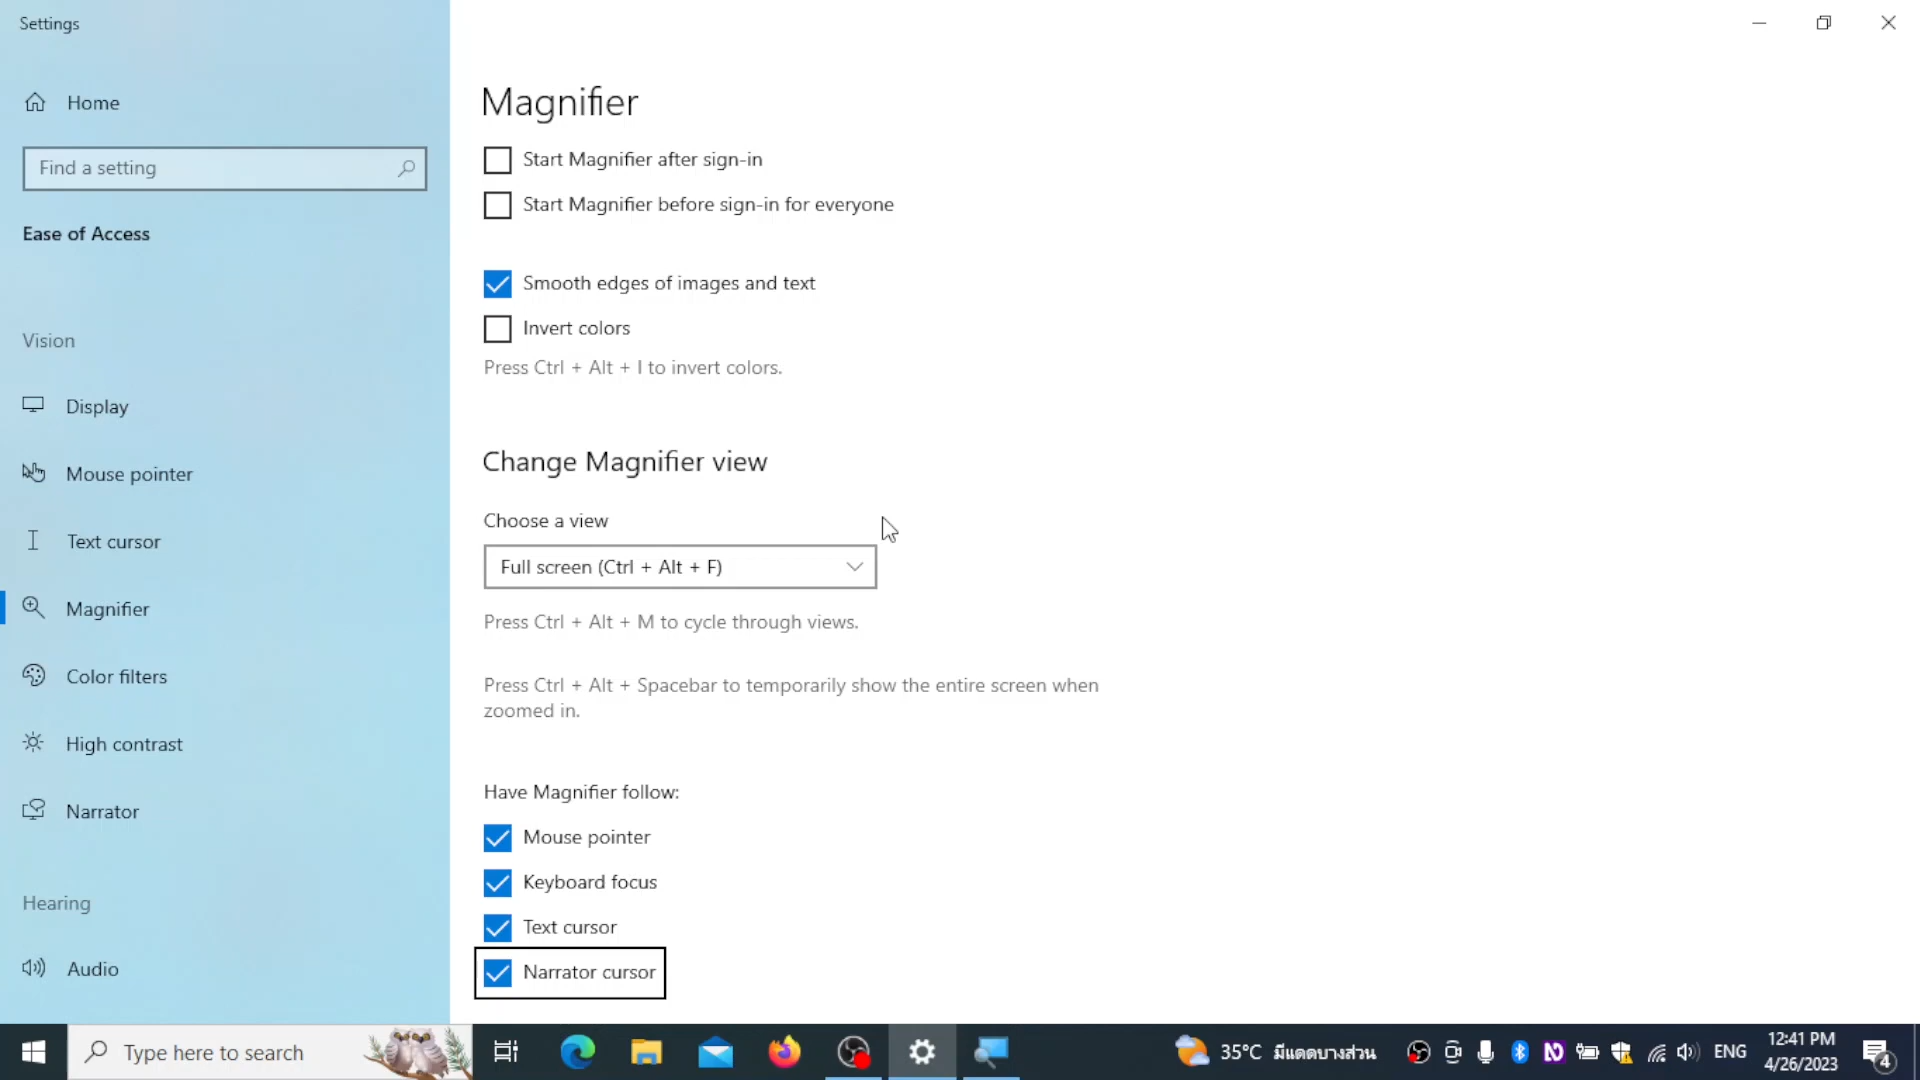 Settings
Home
Find a setting
Ease of Access
Vision
Display
Mouse pointer
Text cursor
Magnifier
Color filters
High contrast
Narrator
Hearing
Audio
Magnifier
Start Magnifier after sign-in
Start Magnifier before sign-in for everyone
Smooth edges of images and text
Invert colors
Press Ctrl + Alt + I to invert colors.
Change Magnifier view
Choose a view
Full screen (Ctrl + Alt + F)
Press Ctrl + Alt + M to cycle through views.
Press Ctrl + Alt + Spacebar to temporarily show the entire screen when
zoomed in.
Have Magnifier follow:
Mouse pointer
Keyboard focus
Text cursor
Narrator cursor
Type here to search
35°C มีแดดบางส่วน
ENG
12:41 PM
4/26/2023
4